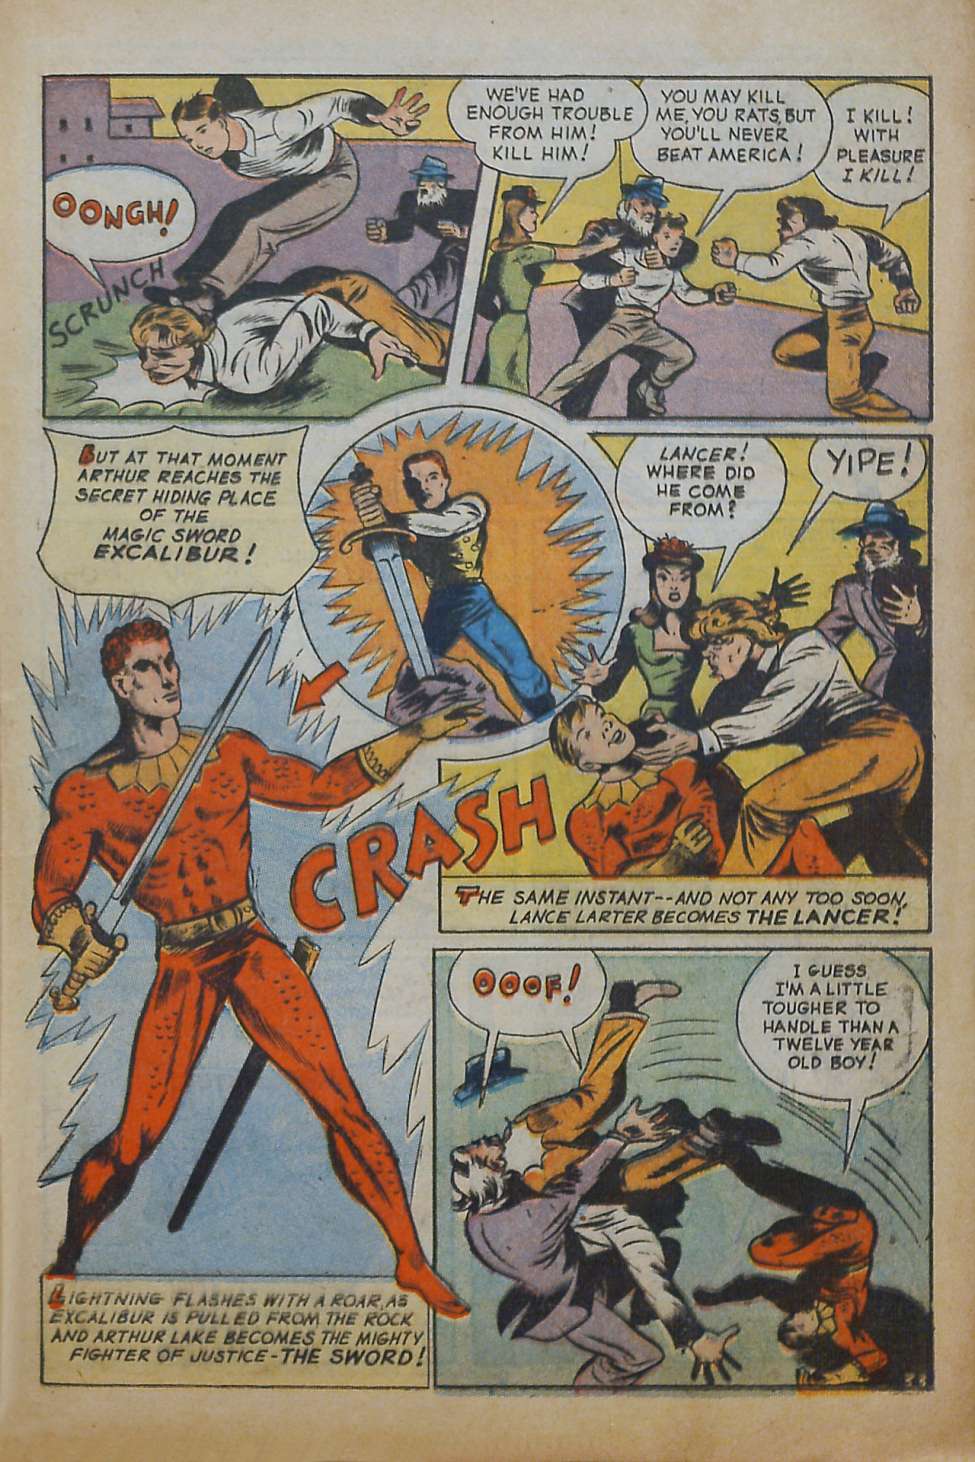 OONGH!
SCRUNCH
WE'VE HAD
ENOUGH TROUBLE
FROM HIM!
KILL HIM!
YOU MAY KILL
ME, YOU RATS, BUT
YOU'LL NEVER
BEAT AMERICA!
I KILL!
WITH
PLEASURE
I KILL!
BUT AT THAT MOMENT
ARTHUR REACHES THE
SECRET HIDING PLACE
OF THE
MAGIC SWORD
EXCALIBUR!
LANCER!
WHERE DID
HE COME
FROM?
YIPE!
CRASH
THE SAME INSTANT--AND NOT ANY TOO SOON,
LANCE LARTER BECOMES THE LANCER!
LIGHTNING FLASHES WITH A ROAR, AS
EXCALIBUR IS PULLED FROM THE ROCK
AND ARTHUR LAKE BECOMES THE MIGHTY
FIGHTER OF JUSTICE-THE SWORD!
OOOF!
I GUESS
I'M A LITTLE
TOUGHER TO
HANDLE THAN A
TWELVE YEAR
OLD BOY!